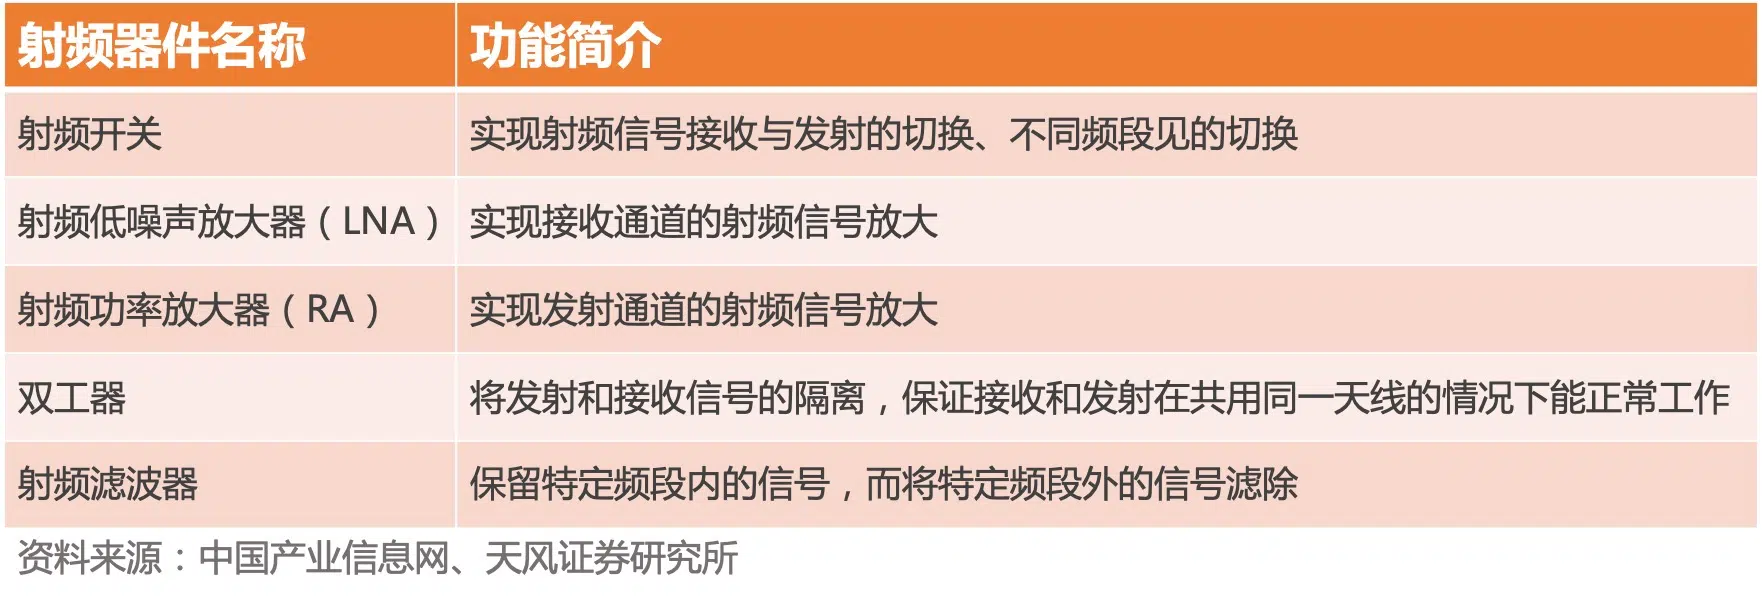 射频器件名称 功能简介
射频开关 实现射频信号接收与发射的切换、不同频段见的切换
射频低噪声放大器（LNA） 实现接收通道的射频信号放大
射频功率放大器（RA） 实现发射通道的射频信号放大
双工器 将发射和接收信号的隔离，保证接收和发射在共用同一天线的情况下能正常工作
射频滤波器 保留特定频段内的信号，而将特定频段外的信号滤除
资料来源：中国产业信息网、天风证券研究所